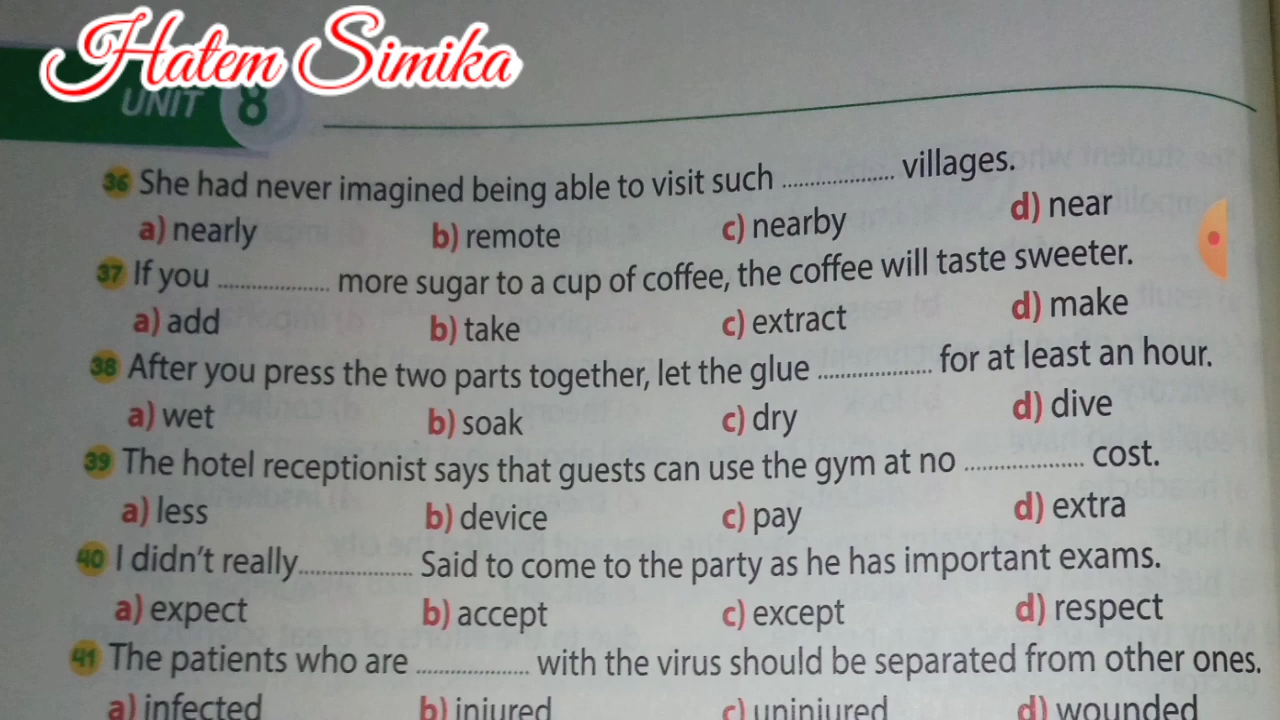 Hatem Simika
UNIT 8
36 She had never imagined being able to visit such .................... villages.
a) nearly b) remote c) nearby d) near
37 If you .................... more sugar to a cup of coffee, the coffee will taste sweeter.
a) add b) take c) extract d) make
38 After you press the two parts together, let the glue .................... for at least an hour.
a) wet b) soak c) dry d) dive
39 The hotel receptionist says that guests can use the gym at no .................... cost.
a) less b) device c) pay d) extra
40 I didn't really.................... Said to come to the party as he has important exams.
a) expect b) accept c) except d) respect
41 The patients who are .................... with the virus should be separated from other ones.
a) infected b) injured c) uninjured d) wounded